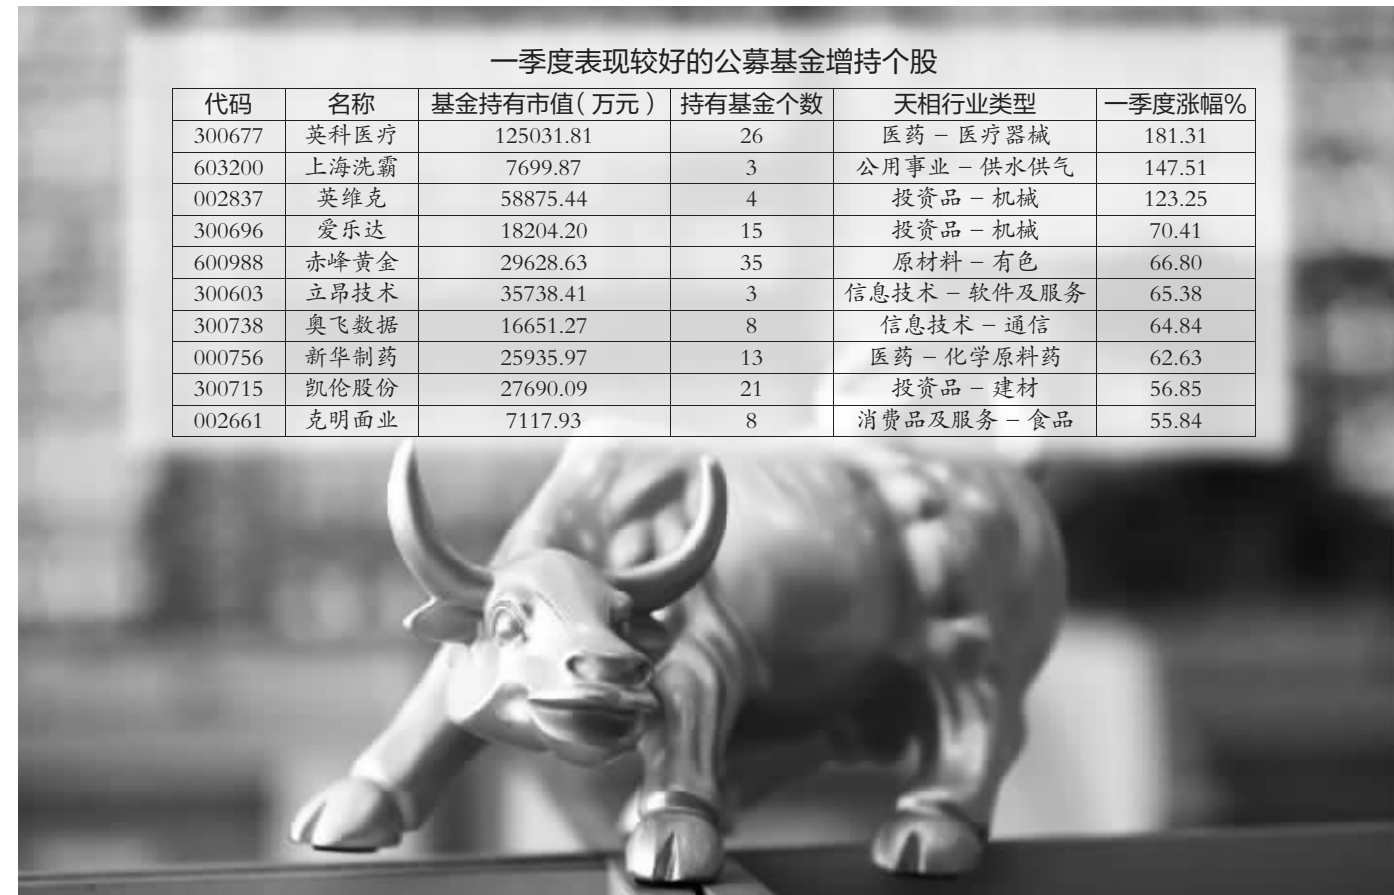 一季度表现较好的公募基金增持个股
代码 名称 基金持有市值（万元） 持有基金个数 天相行业类型 一季度涨幅%
300677 英科医疗 125031.81 26 医药－医疗器械 181.31
603200 上海洗霸 7699.87 3 公用事业－供水供气 147.51
002837 英维克 58875.44 4 投资品－机械 123.25
300696 爱乐达 18204.20 15 投资品－机械 70.41
600988 赤峰黄金 29628.63 35 原材料－有色 66.80
300603 立昂技术 35738.41 3 信息技术－软件及服务 65.38
300738 奥飞数据 16651.27 8 信息技术－通信 64.84
000756 新华制药 25935.97 13 医药－化学原料药 62.63
300715 凯伦股份 27690.09 21 投资品－建材 56.85
002661 克明面业 7117.93 8 消费品及服务－食品 55.84